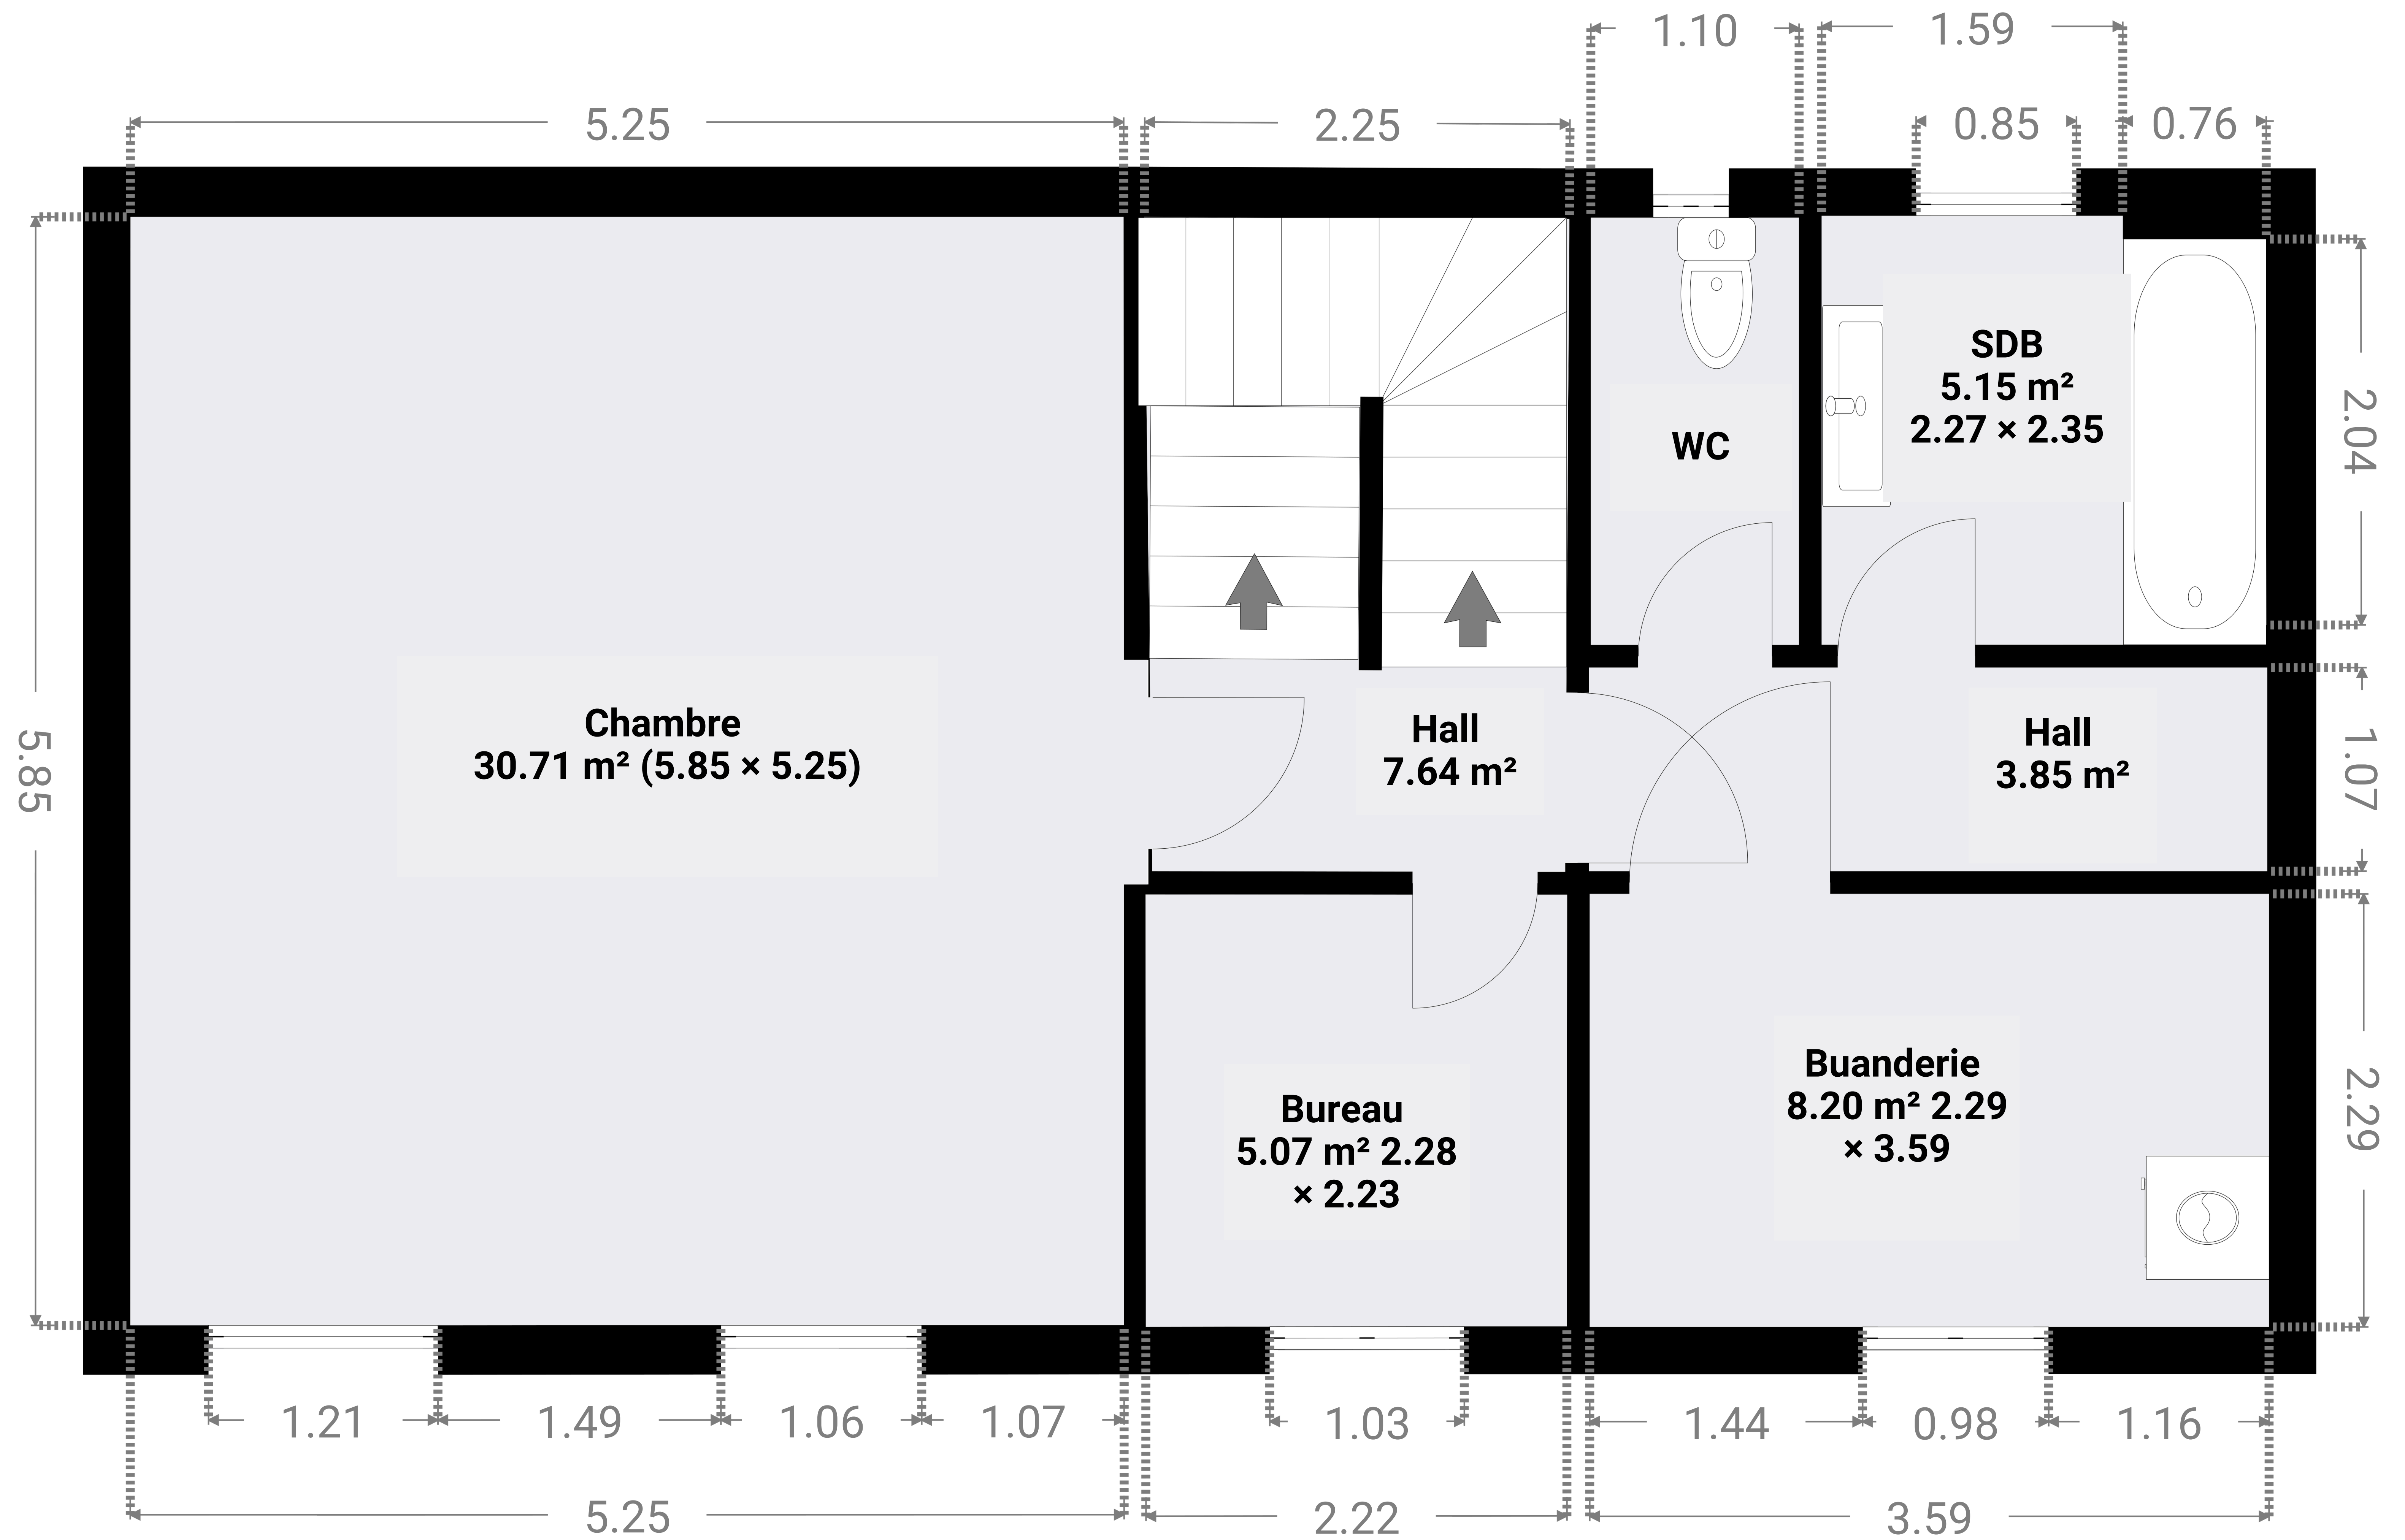 1.10
1.59
5.25
2.25
0.85
0.76
SDB
5.15 m²
2.27 × 2.35
2.04
WC
Chambre
30.71 m² (5.85 × 5.25)
5.85
Hall
7.64 m²
Hall
3.85 m²
1.07
Bureau
5.07 m² 2.28
× 2.23
Buanderie
8.20 m² 2.29
× 3.59
2.29
1.21
1.49
1.06
1.07
1.03
1.44
0.98
1.16
5.25
2.22
3.59